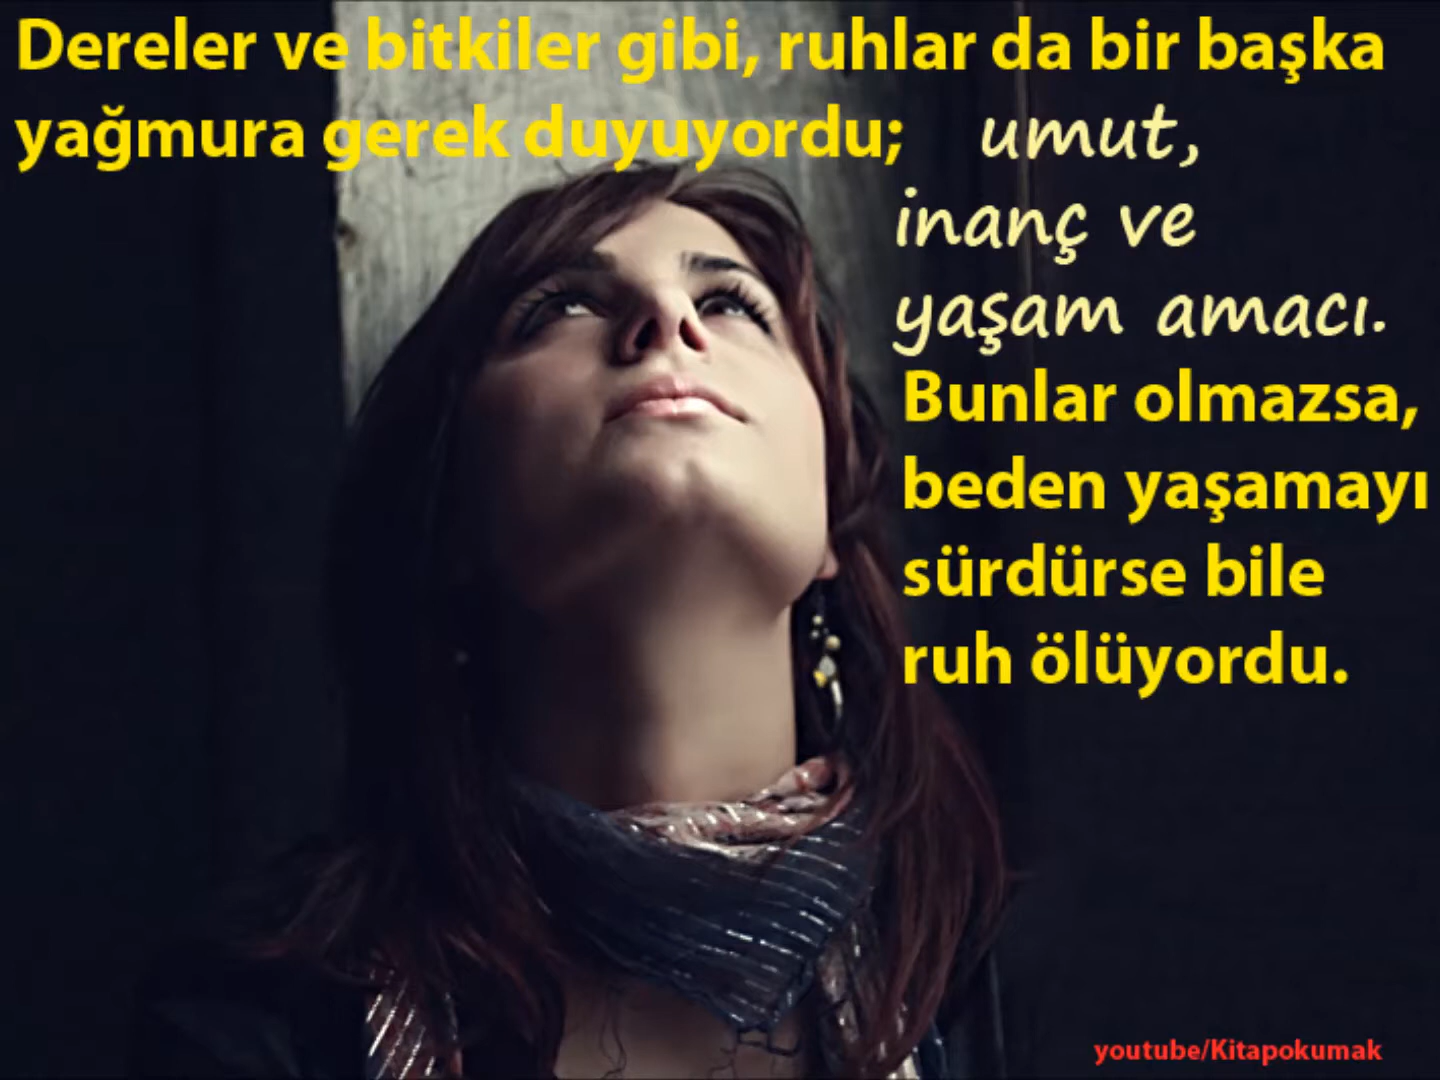 Dereler ve bitkiler gibi, ruhlar da bir başka
yağmura gerek duyuyordu; umut,
inanç ve
yaşam amacı.
Bunlar olmazsa,
beden yaşamayı
sürdürse bile
ruh ölüyordu.
youtube/Kitapokumak